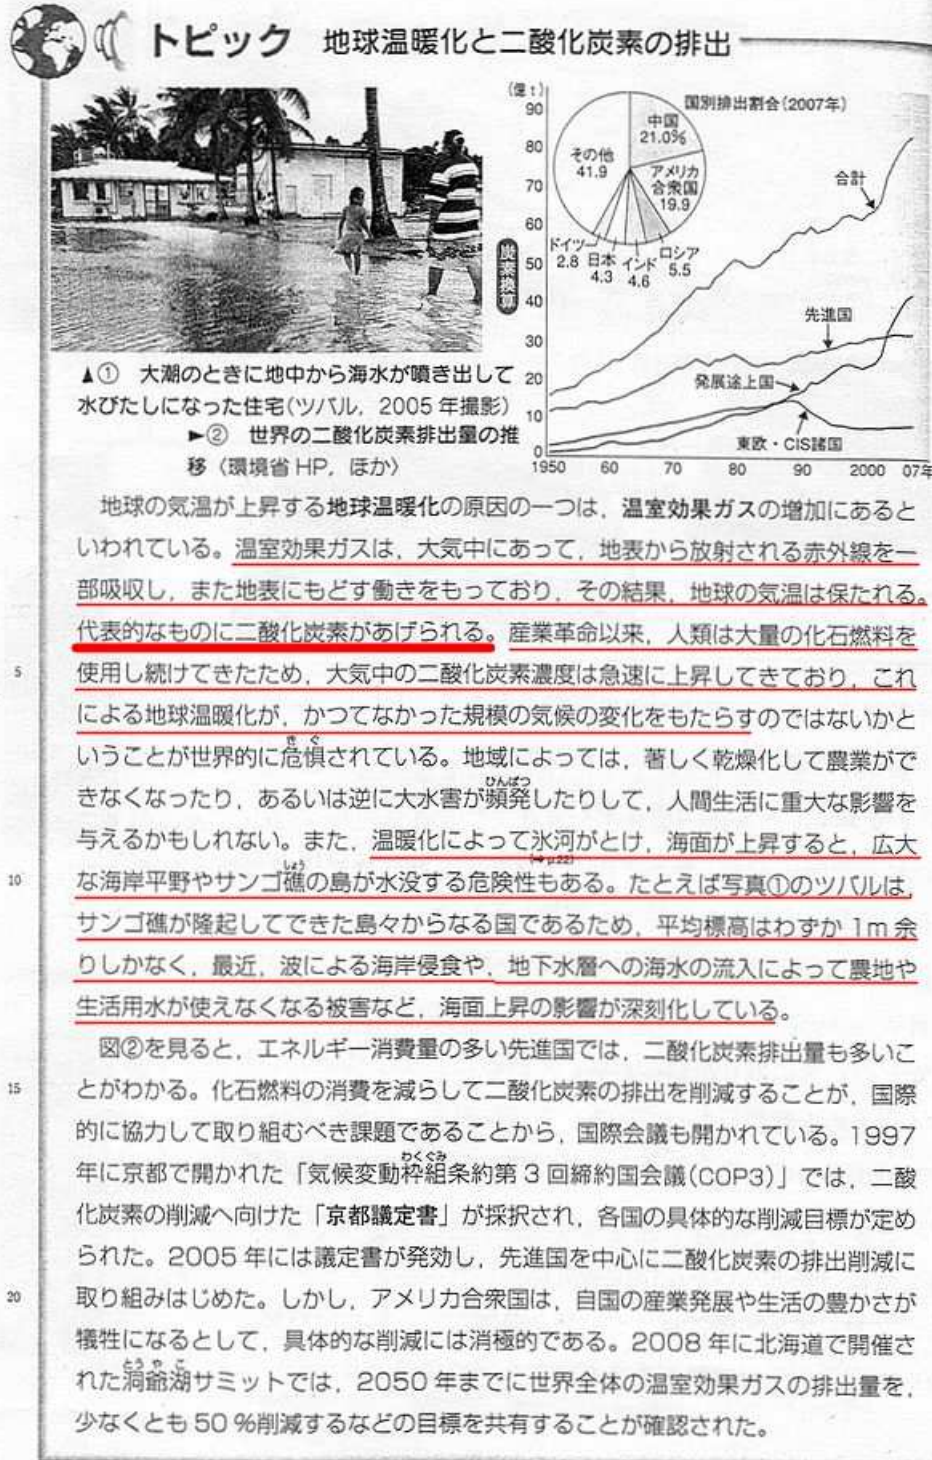 トピック 地球温暖化と二酸化炭素の排出
▲① 大潮のときに地中から海水が噴き出して
水びたしになった住宅(ツバル，2005年撮影)
►② 世界の二酸化炭素排出量の推
移〈環境省HP，ほか〉
(億t)
90
80
70
60
50
40
30
20
10
0
炭素換算
1950 60 70 80 90 2000 07年
国別排出割合(2007年)
中国
21.0%
アメリカ
合衆国
19.9
ロシア
5.5
インド
4.6
日本
4.3
ドイツ
2.8
その他
41.9
合計
先進国
発展途上国
東欧・CIS諸国
地球の気温が上昇する地球温暖化の原因の一つは，温室効果ガスの増加にあると
いわれている。温室効果ガスは，大気中にあって，地表から放射される赤外線を一
部吸収し，また地表にもどす働きをもっており，その結果，地球の気温は保たれる。
代表的なものに二酸化炭素があげられる。産業革命以来，人類は大量の化石燃料を
5 使用し続けてきたため，大気中の二酸化炭素濃度は急速に上昇してきており，これ
による地球温暖化が，かつてなかった規模の気候の変化をもたらすのではないかと
きぐ
いうことが世界的に危惧されている。地域によっては，著しく乾燥化して農業がで
ひんぱつ
きなくなったり，あるいは逆に大水害が頻発したりして，人間生活に重大な影響を
与えるかもしれない。また，温暖化によって氷河がとけ，海面が上昇すると，広大
(➡p.22)
しょう
10 な海岸平野やサンゴ礁の島が水没する危険性もある。たとえば写真①のツバルは，
サンゴ礁が隆起してできた島々からなる国であるため，平均標高はわずか1m余
りしかなく，最近，波による海岸侵食や，地下水層への海水の流入によって農地や
生活用水が使えなくなる被害など，海面上昇の影響が深刻化している。
図②を見ると，エネルギー消費量の多い先進国では，二酸化炭素排出量も多いこ
15 とがわかる。化石燃料の消費を減らして二酸化炭素の排出を削減することが，国際
的に協力して取り組むべき課題であることから，国際会議も開かれている。1997
わくぐみ
年に京都で開かれた「気候変動枠組条約第3回締約国会議(COP3)」では，二酸
化炭素の削減へ向けた「京都議定書」が採択され，各国の具体的な削減目標が定め
られた。2005年には議定書が発効し，先進国を中心に二酸化炭素の排出削減に
20 取り組みはじめた。しかし，アメリカ合衆国は，自国の産業発展や生活の豊かさが
犠牲になるとして，具体的な削減には消極的である。2008年に北海道で開催さ
とうやこ
れた洞爺湖サミットでは，2050年までに世界全体の温室効果ガスの排出量を，
少なくとも50%削減するなどの目標を共有することが確認された。